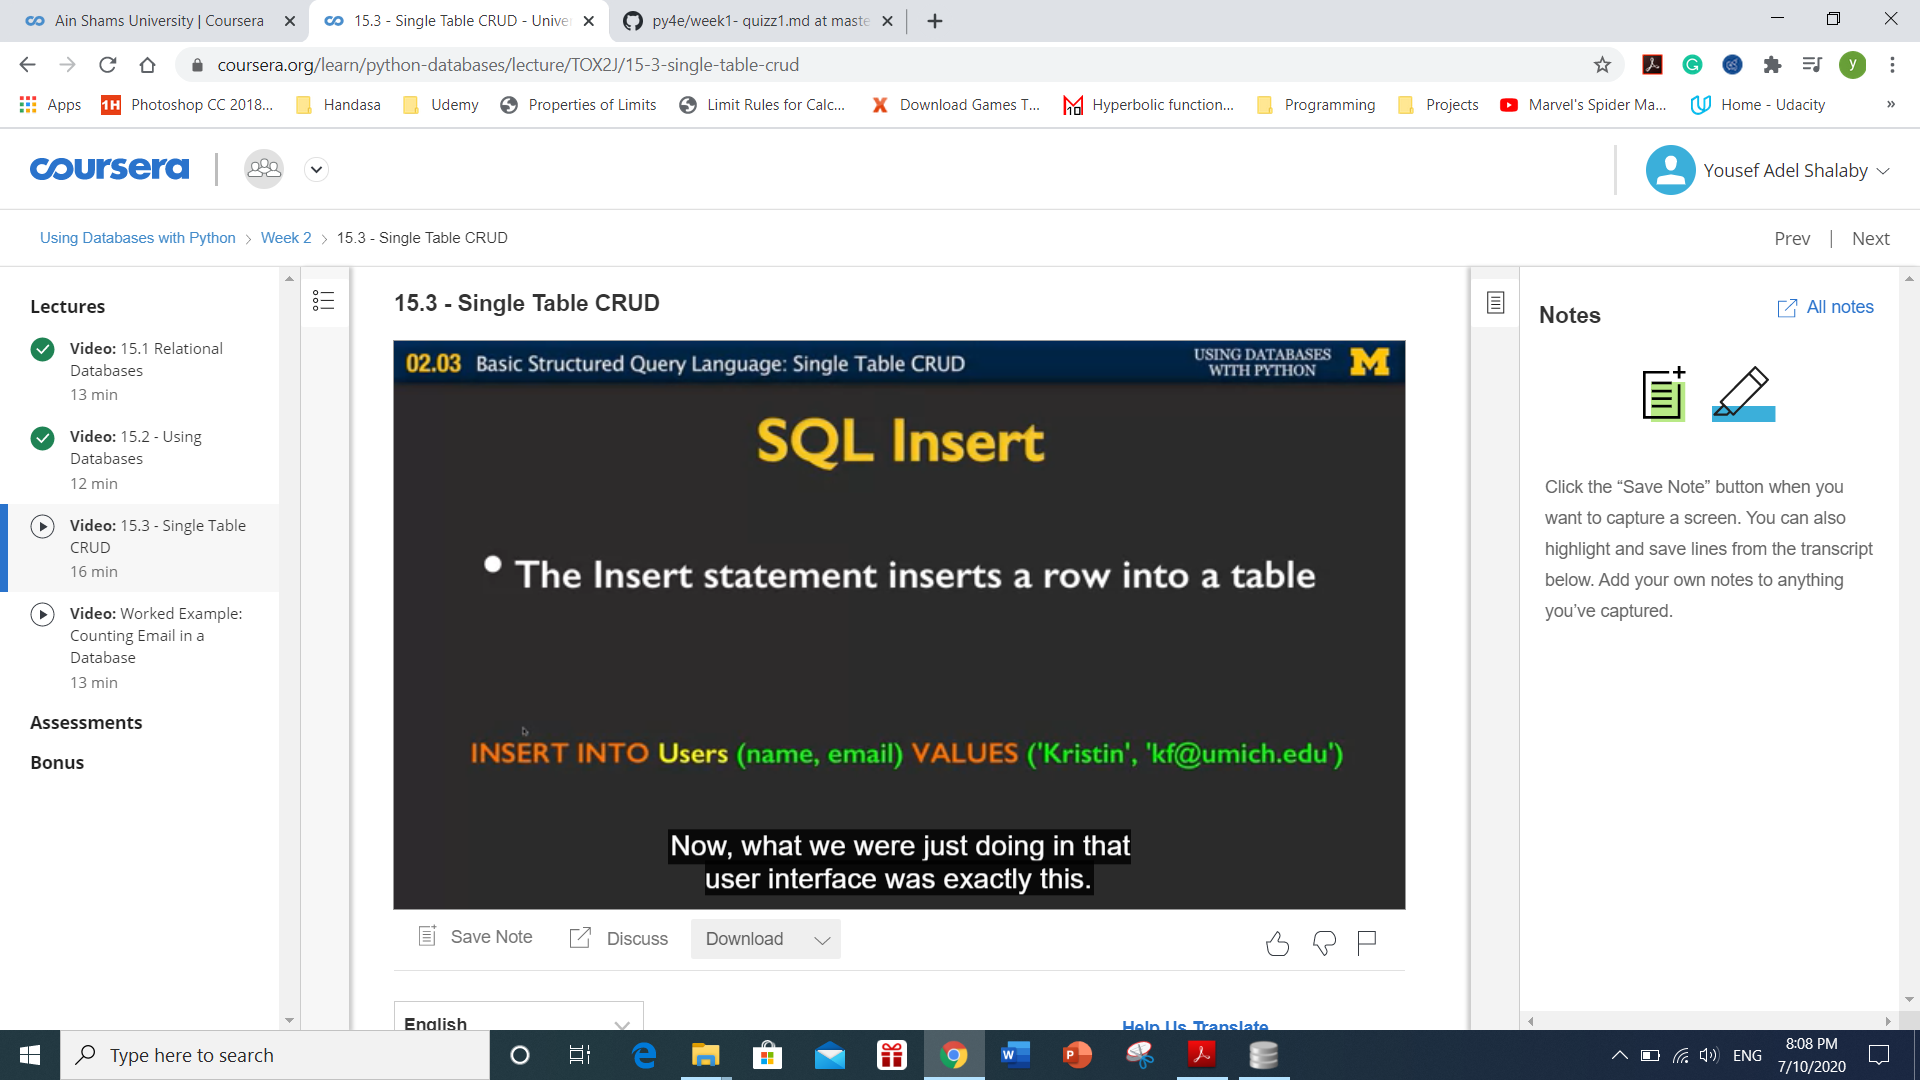 Ain Shams University | Coursera
15.3 - Single Table CRUD - Unive
py4e/week1- quizz1.md at maste
coursera.org/learn/python-databases/lecture/TOX2J/15-3-single-table-crud
y
Apps
1H Photoshop CC 2018...
Handasa
Udemy
Properties of Limits
Limit Rules for Calc...
X Download Games T...
10 Hyperbolic function...
Programming
Projects
Marvel's Spider Ma...
Home - Udacity
»
coursera
Yousef Adel Shalaby
Using Databases with Python > Week 2 > 15.3 - Single Table CRUD
Prev | Next
Lectures
Video: 15.1 Relational
Databases
13 min
Video: 15.2 - Using
Databases
12 min
Video: 15.3 - Single Table
CRUD
16 min
Video: Worked Example:
Counting Email in a
Database
13 min
Assessments
Bonus
15.3 - Single Table CRUD
02.03 Basic Structured Query Language: Single Table CRUD
USING DATABASES
WITH PYTHON
M
SQL Insert
• The Insert statement inserts a row into a table
INSERT INTO Users (name, email) VALUES ('Kristin', 'kf@umich.edu')
Now, what we were just doing in that
user interface was exactly this.
Save Note
Discuss
Download
English
Help Us Translate
Notes
All notes
Click the “Save Note” button when you
want to capture a screen. You can also
highlight and save lines from the transcript
below. Add your own notes to anything
you’ve captured.
Type here to search
ENG
8:08 PM
7/10/2020